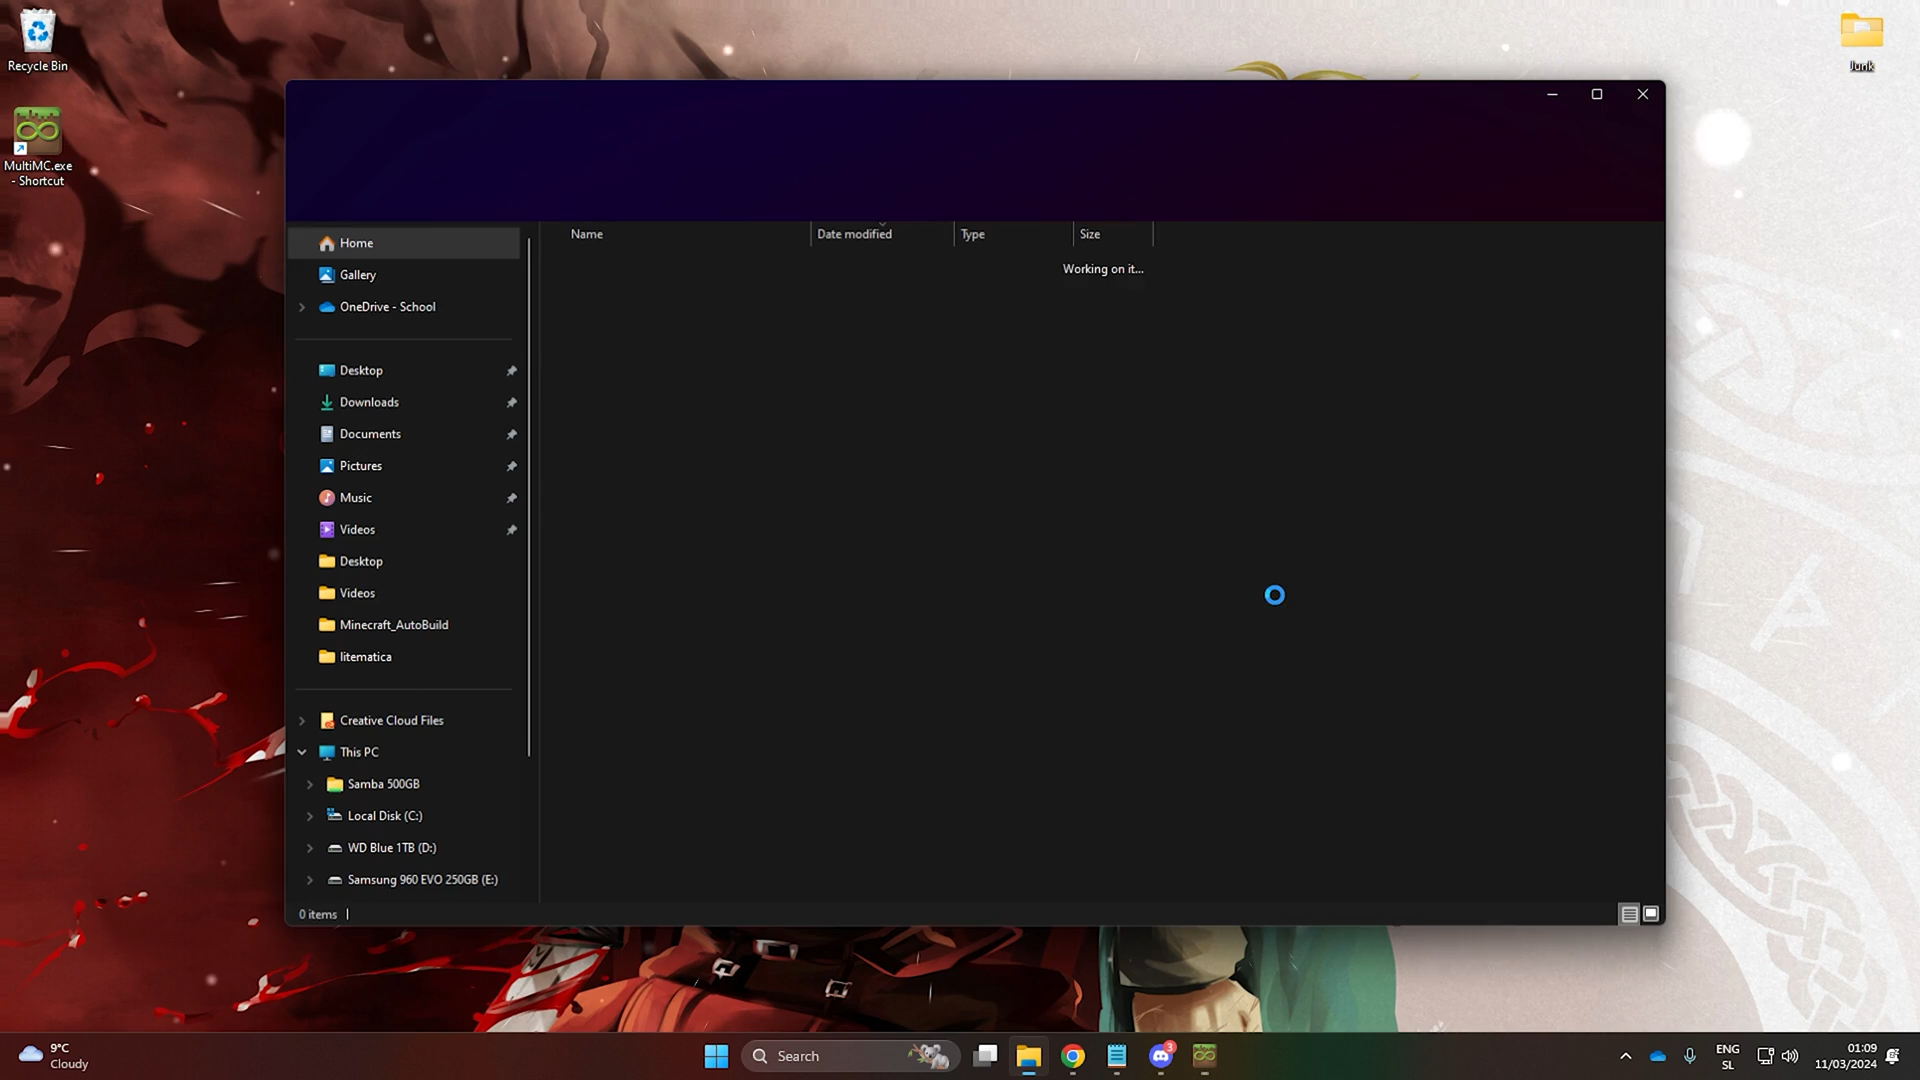 Recycle Bin
MultiMC.exe
- Shortcut
Junk
Home
Gallery
OneDrive - School
Desktop
Downloads
Documents
Pictures
Music
Videos
Desktop
Videos
Minecraft_AutoBuild
litematica
Creative Cloud Files
This PC
Samba 500GB
Local Disk (C:)
WD Blue 1TB (D:)
Samsung 960 EVO 250GB (E:)
Name Date modified Type Size
Working on it...
0 items
9°C
Cloudy
Search
3
ENG
SL
01:09
11/03/2024